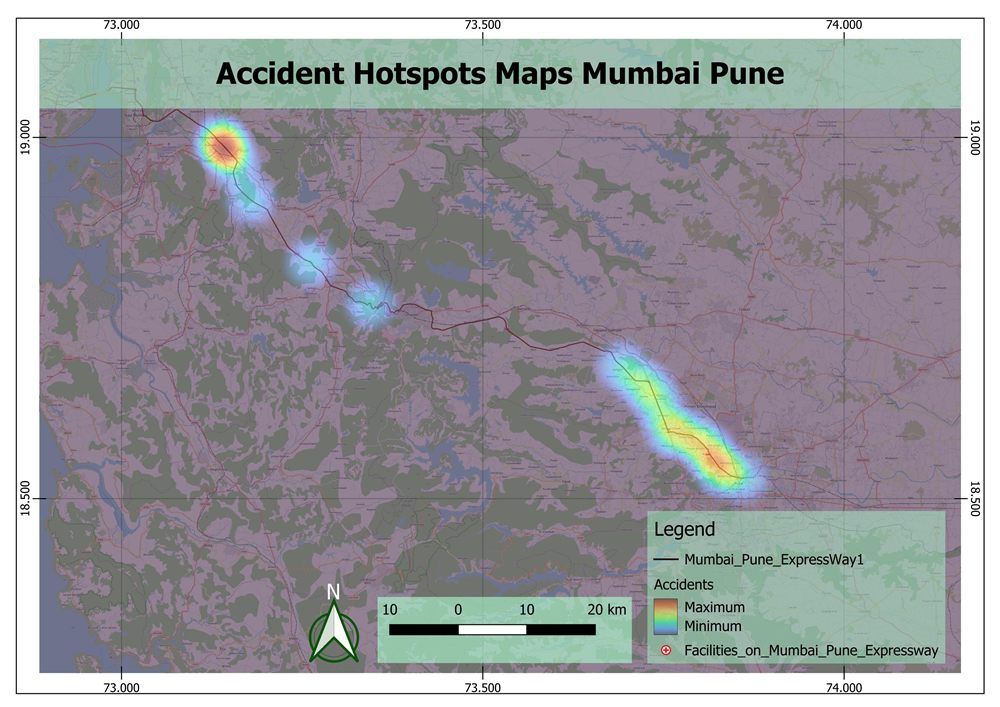 73.000 73.500 74.000
Accident Hotspots Maps Mumbai Pune
19.000 19.000
18.500 18.500
Legend
Mumbai_Pune_ExpressWay1
Accidents
Maximum
Minimum
Facilities_on_Mumbai_Pune_Expressway
N
10 0 10 20 km
73.000 73.500 74.000